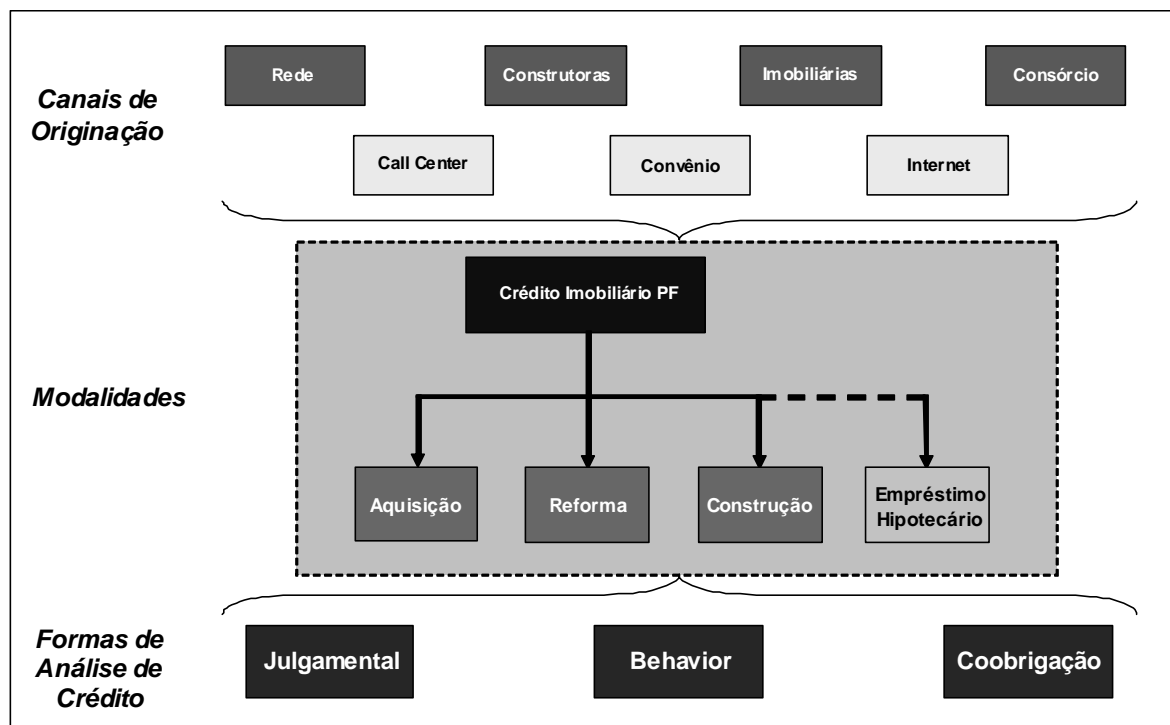 Rede
Construtoras
Imobiliárias
Consórcio
Canais de
Originação
Call Center
Convênio
Internet
Crédito Imobiliário PF
Modalidades
Aquisição
Reforma
Construção
Empréstimo
Hipotecário
Formas de
Análise de
Crédito
Julgamental
Behavior
Coobrigação